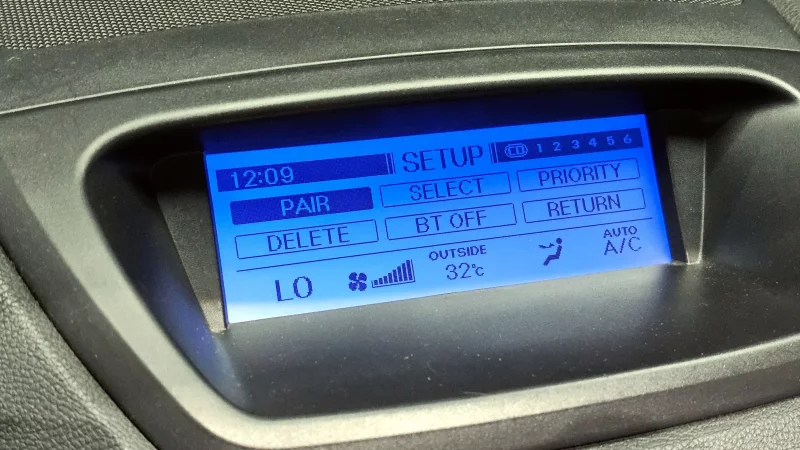 12:09 SETUP CD 1 2 3 4 5 6
PAIR SELECT PRIORITY
DELETE BT OFF RETURN
LO OUTSIDE 32°C AUTO A/C